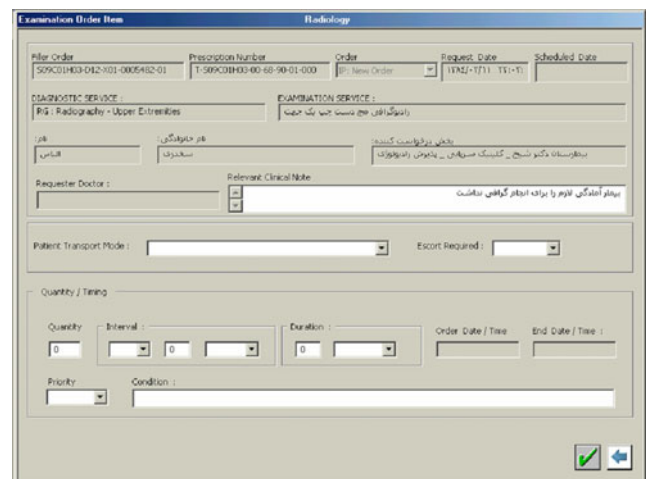 Examination Order Item Radiology
Filler Order Prescription Number Order Request Date Scheduled Date
S09C01H03-D12-X01-0005482-01 T-S09C01H03-00-68-90-01-000 IP: New Order
DIAGNOSTIC SERVICE : EXAMINATION SERVICE :
RG : Radiography - Upper Extremities رادیوگرافی مچ دست چپ یک جهت
نام: نام خانوادگی: بخش درخواست کننده:
الماس بیمارستان دکتر شیخ _ کلینیک سرپایی _ پذیرش رادیولوژی
Requester Doctor : Relevant Clinical Note
بیمار آمادگی لازم را برای انجام گرافی نداشت
Patient Transport Mode : Escort Required :
Quantity / Timing
Quantity Interval : Duration : Order Date / Time End Date / Time :
0 0 0
Priority Condition :